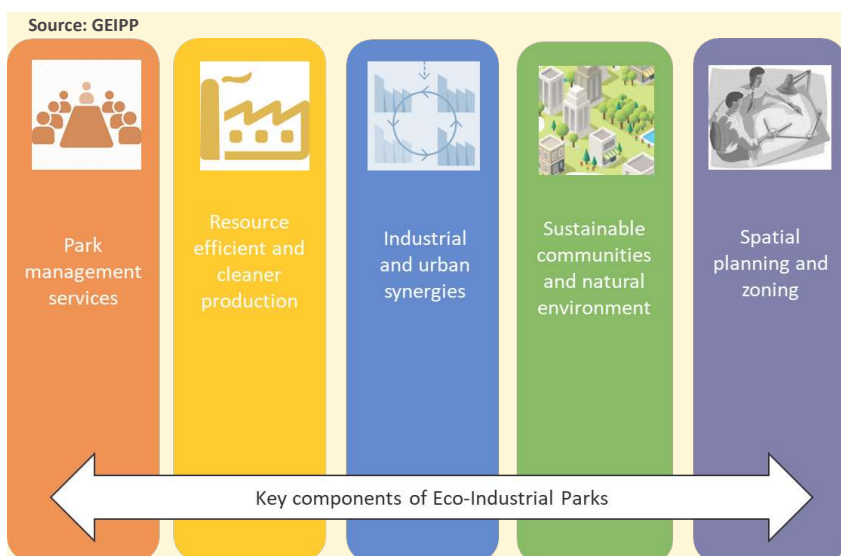 Source: GEIPP
Park
management
services
Resource
efficient and
cleaner
production
Industrial
and urban
synergies
Sustainable
communities
and natural
environment
Spatial
planning and
zoning
Key components of Eco-Industrial Parks